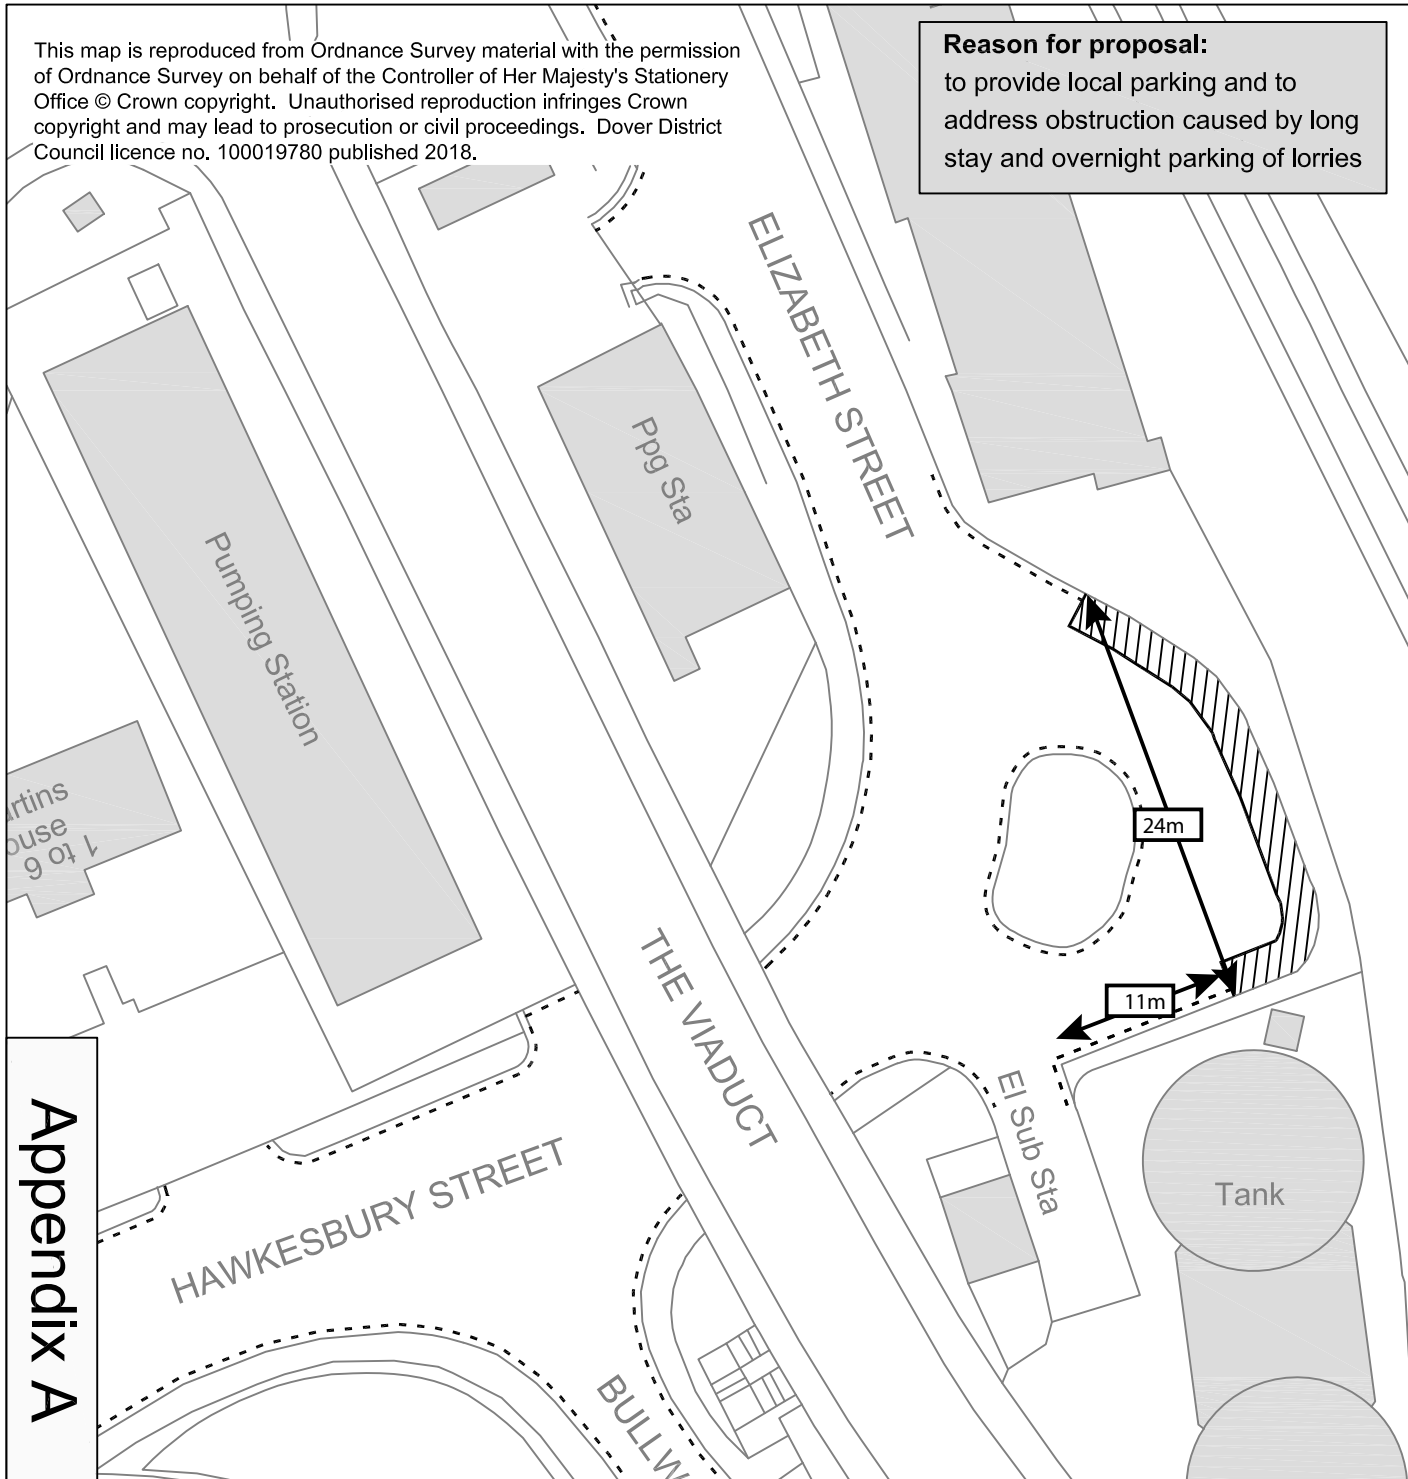 This map is reproduced from Ordnance Survey material with the permission
of Ordnance Survey on behalf of the Controller of Her Majesty's Stationery
Office © Crown copyright.  Unauthorised reproduction infringes Crown
copyright and may lead to prosecution or civil proceedings.  Dover District
Council licence no. 100019780 published 2018.
Reason for proposal:
to provide local parking and to
address obstruction caused by long
stay and overnight parking of lorries
ELIZABETH STREET
Ppg Sta
Pumping Station
rtins
ouse
1 to 6
24m
11m
THE VIADUCT
El Sub Sta
Tank
HAWKESBURY STREET
BULLW
Appendix A